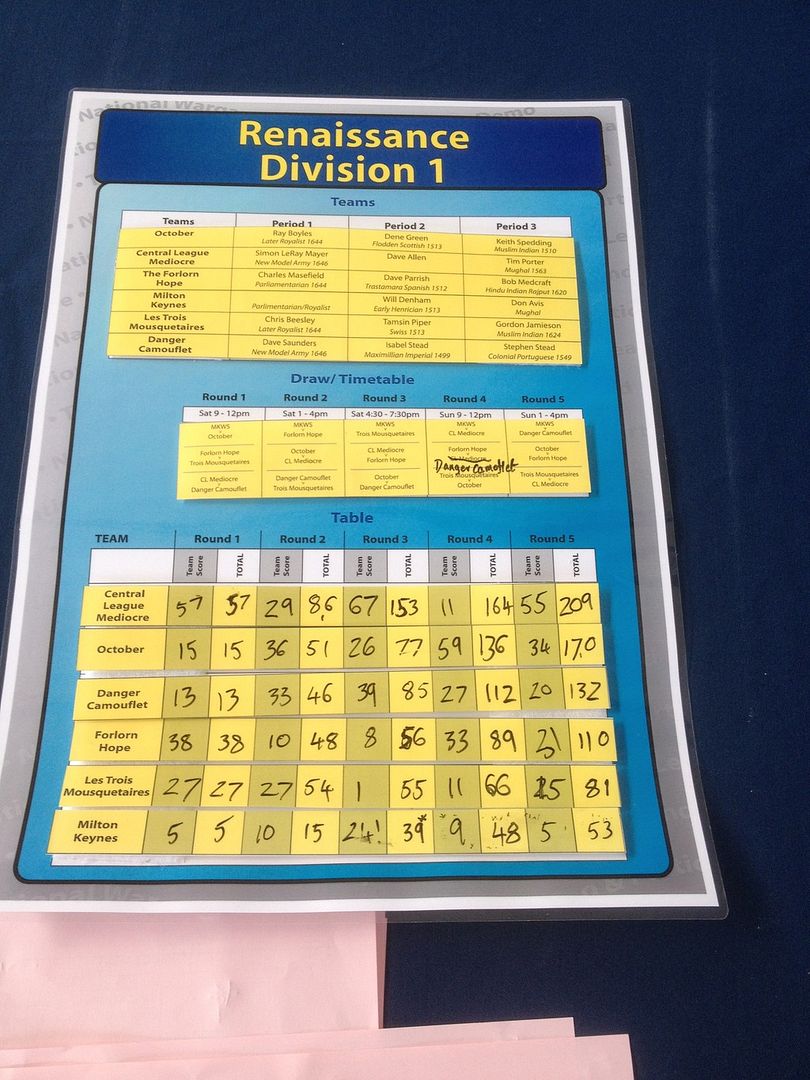 National Warga
Demo
Renaissance
Division 1
Teams
Teams Period 1 Period 2 Period 3
October Ray Boyles Later Royalist 1644 Dene Green Flodden Scottish 1513 Keith Spedding Muslim Indian 1510
Central League Mediocre Simon LeRay Mayer New Model Army 1646 Dave Allen Tim Porter Mughal 1563
The Forlorn Hope Charles Masefield Parliamentarian 1644 Dave Parrish Trastamara Spanish 1512 Bob Medcraft Hindu Indian Rajput 1620
Milton Keynes Parlimentarian/Royalist Will Denham Early Henrician 1513 Don Avis Mughal
Les Trois Mousquetaires Chris Beesley Later Royalist 1644 Tamsin Piper Swiss 1513 Gordon Jamieson Muslim Indian 1624
Danger Camouflet Dave Saunders New Model Army 1646 Isabel Stead Maximillian Imperial 1499 Stephen Stead Colonial Portuguese 1549
Draw/ Timetable
Round 1 Round 2 Round 3 Round 4 Round 5
Sat 9 - 12pm Sat 1 - 4pm Sat 4:30 - 7:30pm Sun 9 - 12pm Sun 1 - 4pm
MKWS v October MKWS v Forlorn Hope MKWS v Trois Mousquetaires MKWS v CL Mediocre MKWS v Danger Camouflet
Forlorn Hope v Trois Mousquetaires October v CL Mediocre CL Mediocre v Forlorn Hope Forlorn Hope v CL Mediocre Danger Camouflet October v Forlorn Hope
CL Mediocre v Danger Camouflet Danger Camouflet v Trois Mousquetaires October v Danger Camouflet Trois Mousquetaires v October Trois Mousquetaires v CL Mediocre
Table
TEAM Round 1 Round 2 Round 3 Round 4 Round 5
Team Score TOTAL Team Score TOTAL Team Score TOTAL Team Score TOTAL Team Score TOTAL
Central League Mediocre 57 57 29 86 67 153 11 164 55 209
October 15 15 36 51 26 77 59 136 34 170
Danger Camouflet 13 13 33 46 39 85 27 112 20 132
Forlorn Hope 38 38 10 48 8 56 33 89 21 110
Les Trois Mousquetaires 27 27 27 54 1 55 11 66 15 81
Milton Keynes 5 5 10 15 24 39* 9 48 5 53